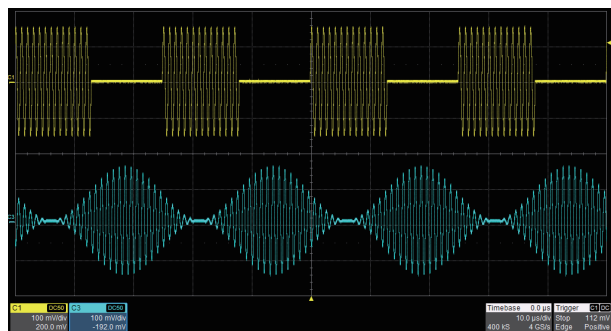 C1
C3
C1 DC50
100 mV/div
200.0 mV
C3 DC50
100 mV/div
-192.0 mV
Timebase 0.0 µs
10.0 µs/div
400 kS 4 GS/s
Trigger C1 DC
Stop 112 mV
Edge Positive